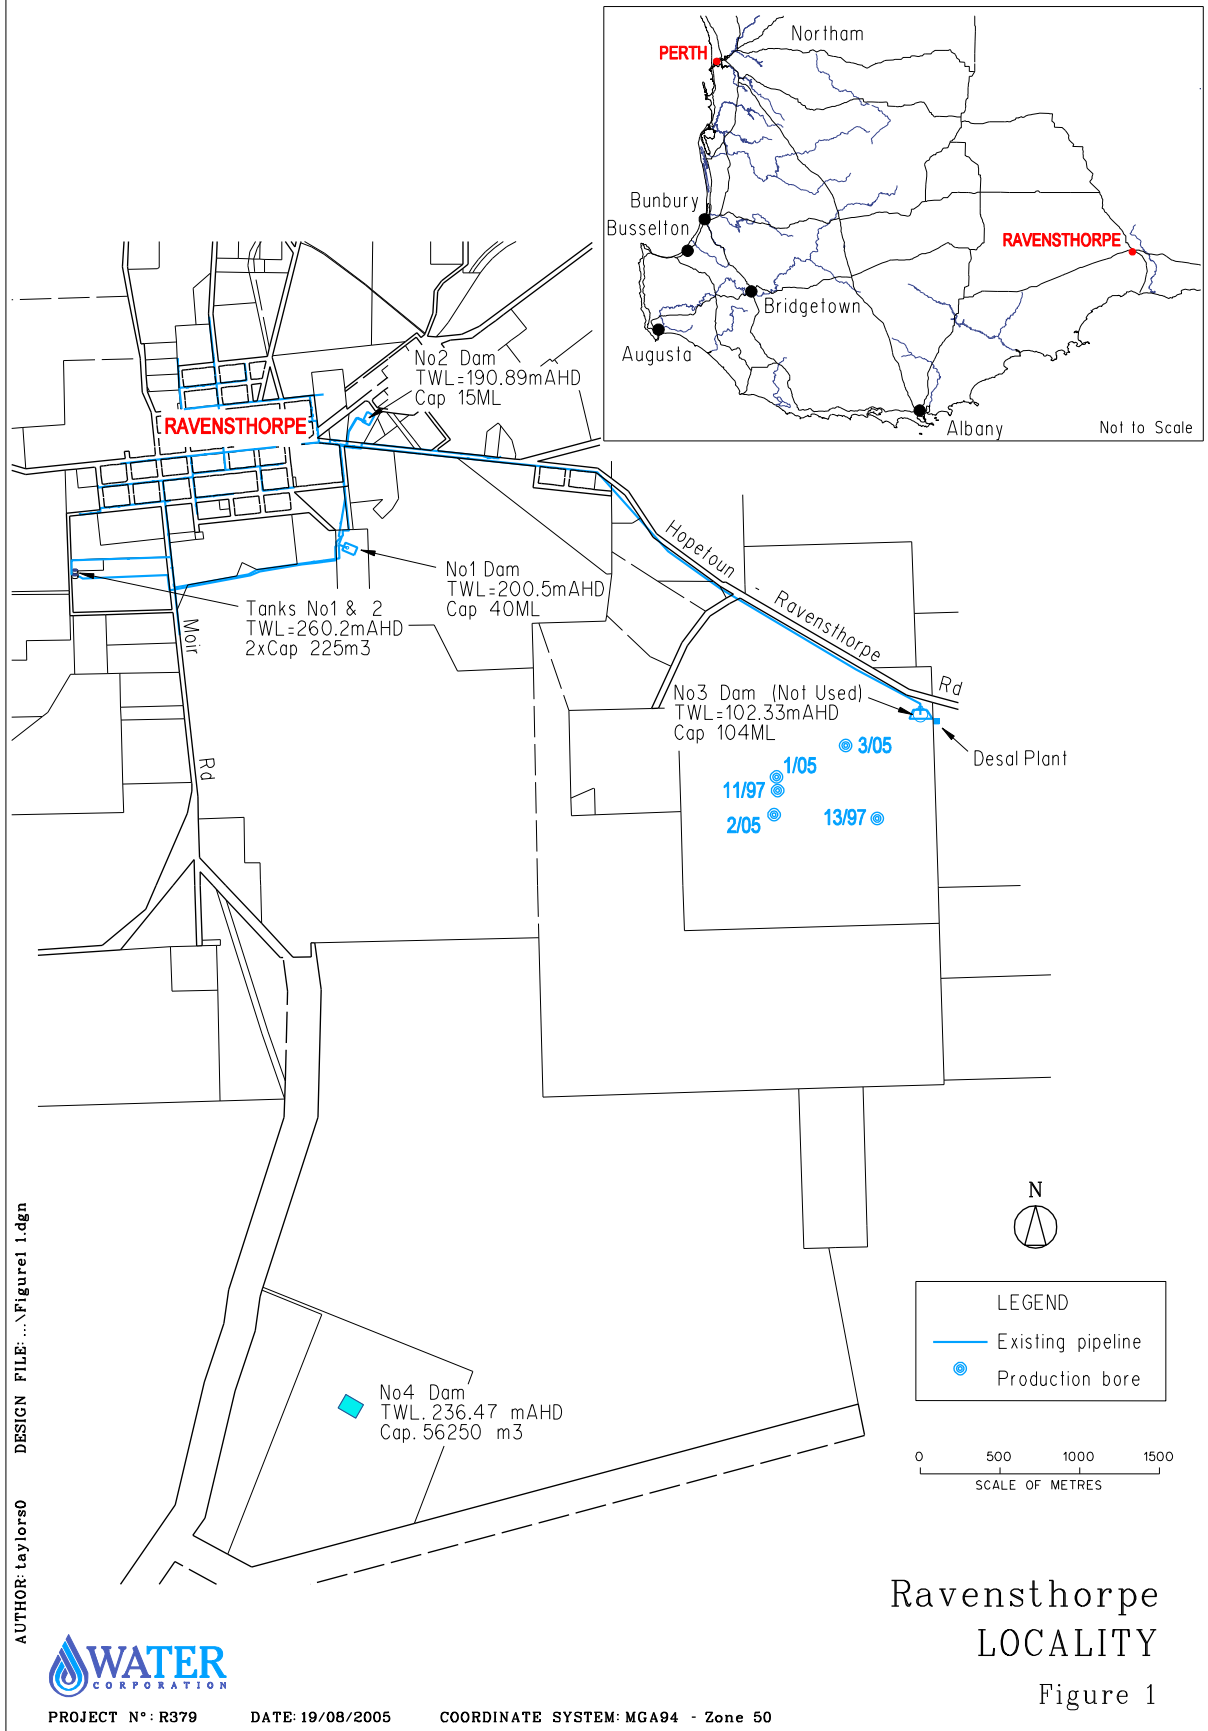 Northam
PERTH
Bunbury
Busselton
RAVENSTHORPE
Bridgetown
Augusta
Albany
Not to Scale
No2 Dam
TWL=190.89mAHD
Cap 15ML
RAVENSTHORPE
No1 Dam
TWL=200.5mAHD
Cap 40ML
Tanks No1 & 2
TWL=260.2mAHD
2xCap 225m3
Moir
Rd
Hopetoun - Ravensthorpe
Rd
No3 Dam (Not Used)
TWL=102.33mAHD
Cap 104ML
Desal Plant
3/05
1/05
11/97
2/05
13/97
N
LEGEND
Existing pipeline
Production bore
No4 Dam
TWL. 236.47 mAHD
Cap. 56250 m3
0 500 1000 1500
SCALE OF METRES
Ravensthorpe
LOCALITY
Figure 1
AUTHOR: taylors0 DESIGN FILE: ...\Figure1 1.dgn
WATER
CORPORATION
PROJECT N°: R379 DATE: 19/08/2005 COORDINATE SYSTEM: MGA94 - Zone 50